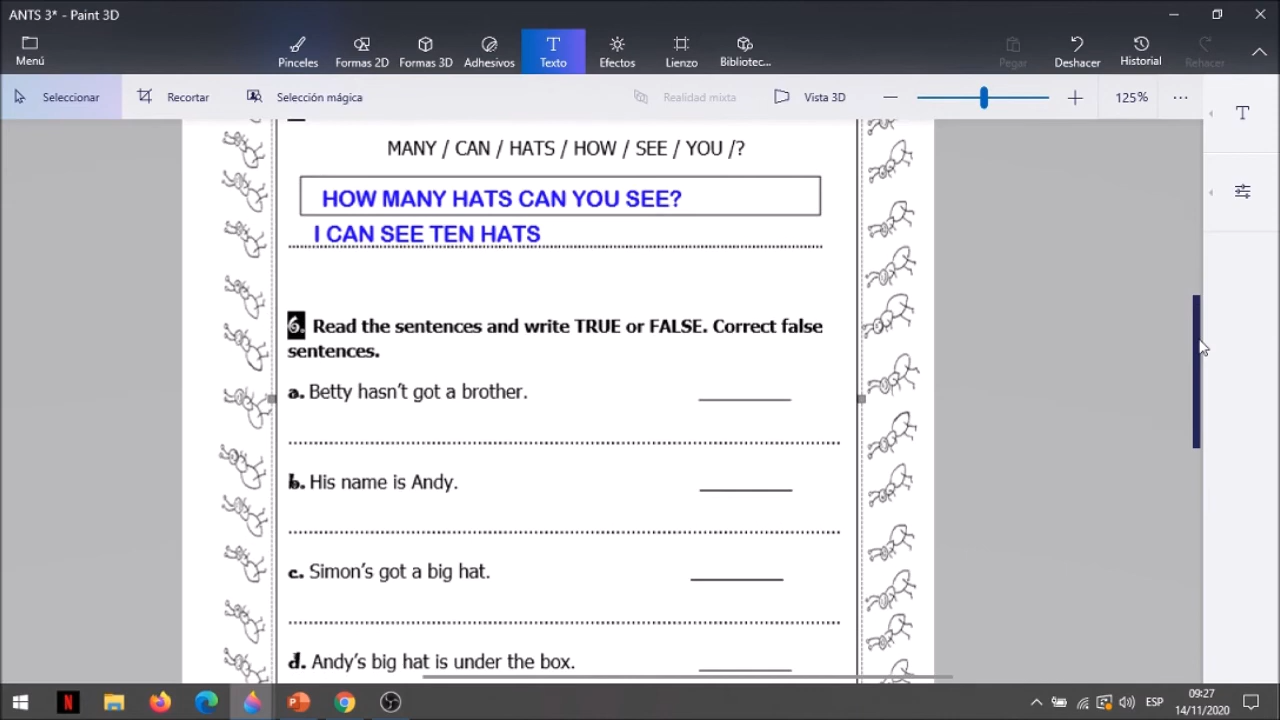 ANTS 3* - Paint 3D
Menú
Pinceles
Formas 2D
Formas 3D
Adhesivos
Texto
Efectos
Lienzo
Bibliotec...
Pegar
Deshacer
Historial
Rehacer
Seleccionar
Recortar
Selección mágica
Realidad mixta
Vista 3D
125%
MANY / CAN / HATS / HOW / SEE / YOU /?
HOW MANY HATS CAN YOU SEE?
I CAN SEE TEN HATS
6. Read the sentences and write TRUE or FALSE. Correct false
sentences.
a. Betty hasn't got a brother.
b. His name is Andy.
c. Simon's got a big hat.
d. Andy's big hat is under the box.
ESP
09:27
14/11/2020